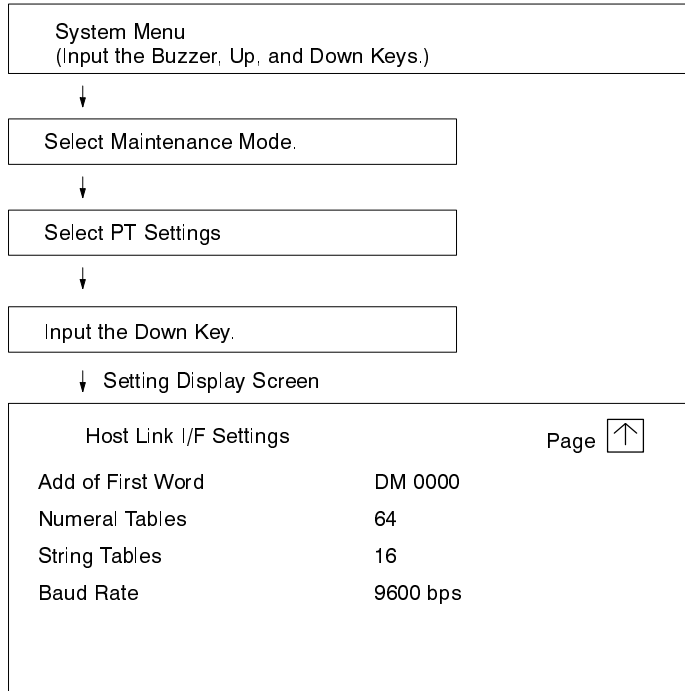 System Menu
(Input the Buzzer, Up, and Down Keys.)
Select Maintenance Mode.
Select PT Settings
Input the Down Key.
Setting Display Screen
Host Link I/F Settings Page
Add of First Word DM 0000
Numeral Tables 64
String Tables 16
Baud Rate 9600 bps